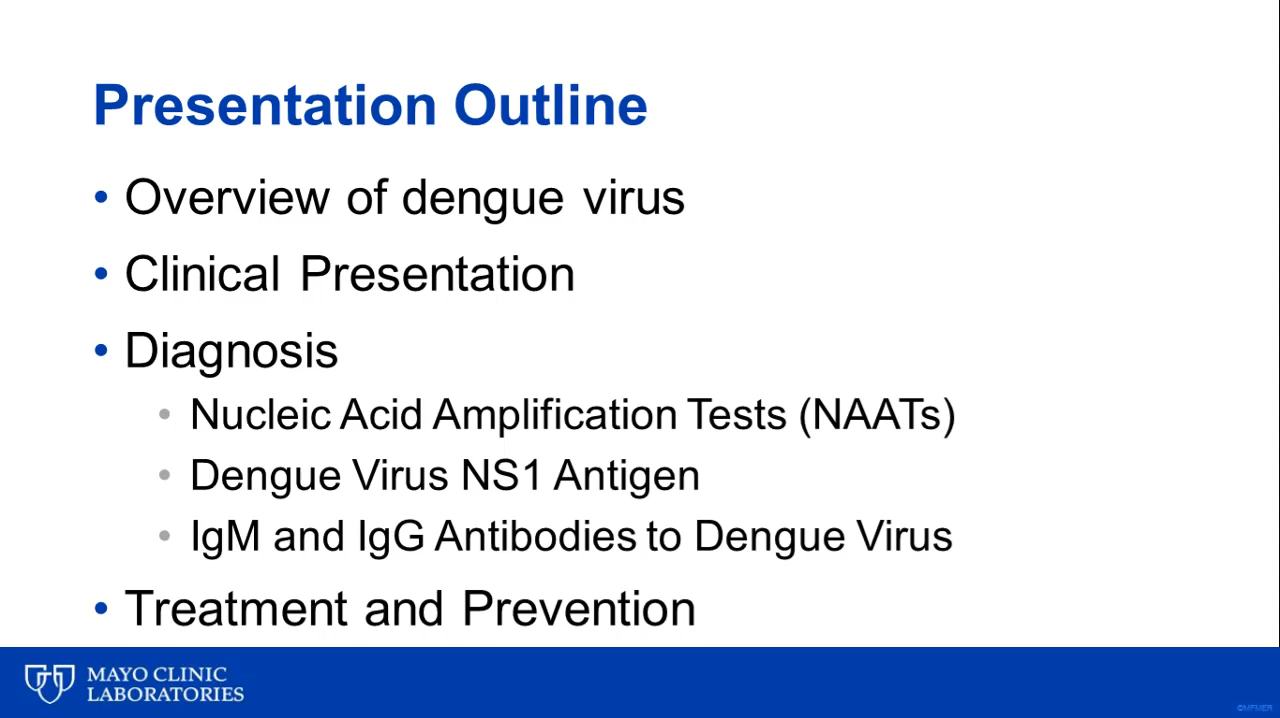 Presentation Outline
• Overview of dengue virus
• Clinical Presentation
• Diagnosis
• Nucleic Acid Amplification Tests (NAATs)
• Dengue Virus NS1 Antigen
• IgM and IgG Antibodies to Dengue Virus
• Treatment and Prevention
MAYO CLINIC
LABORATORIES
©MFMER